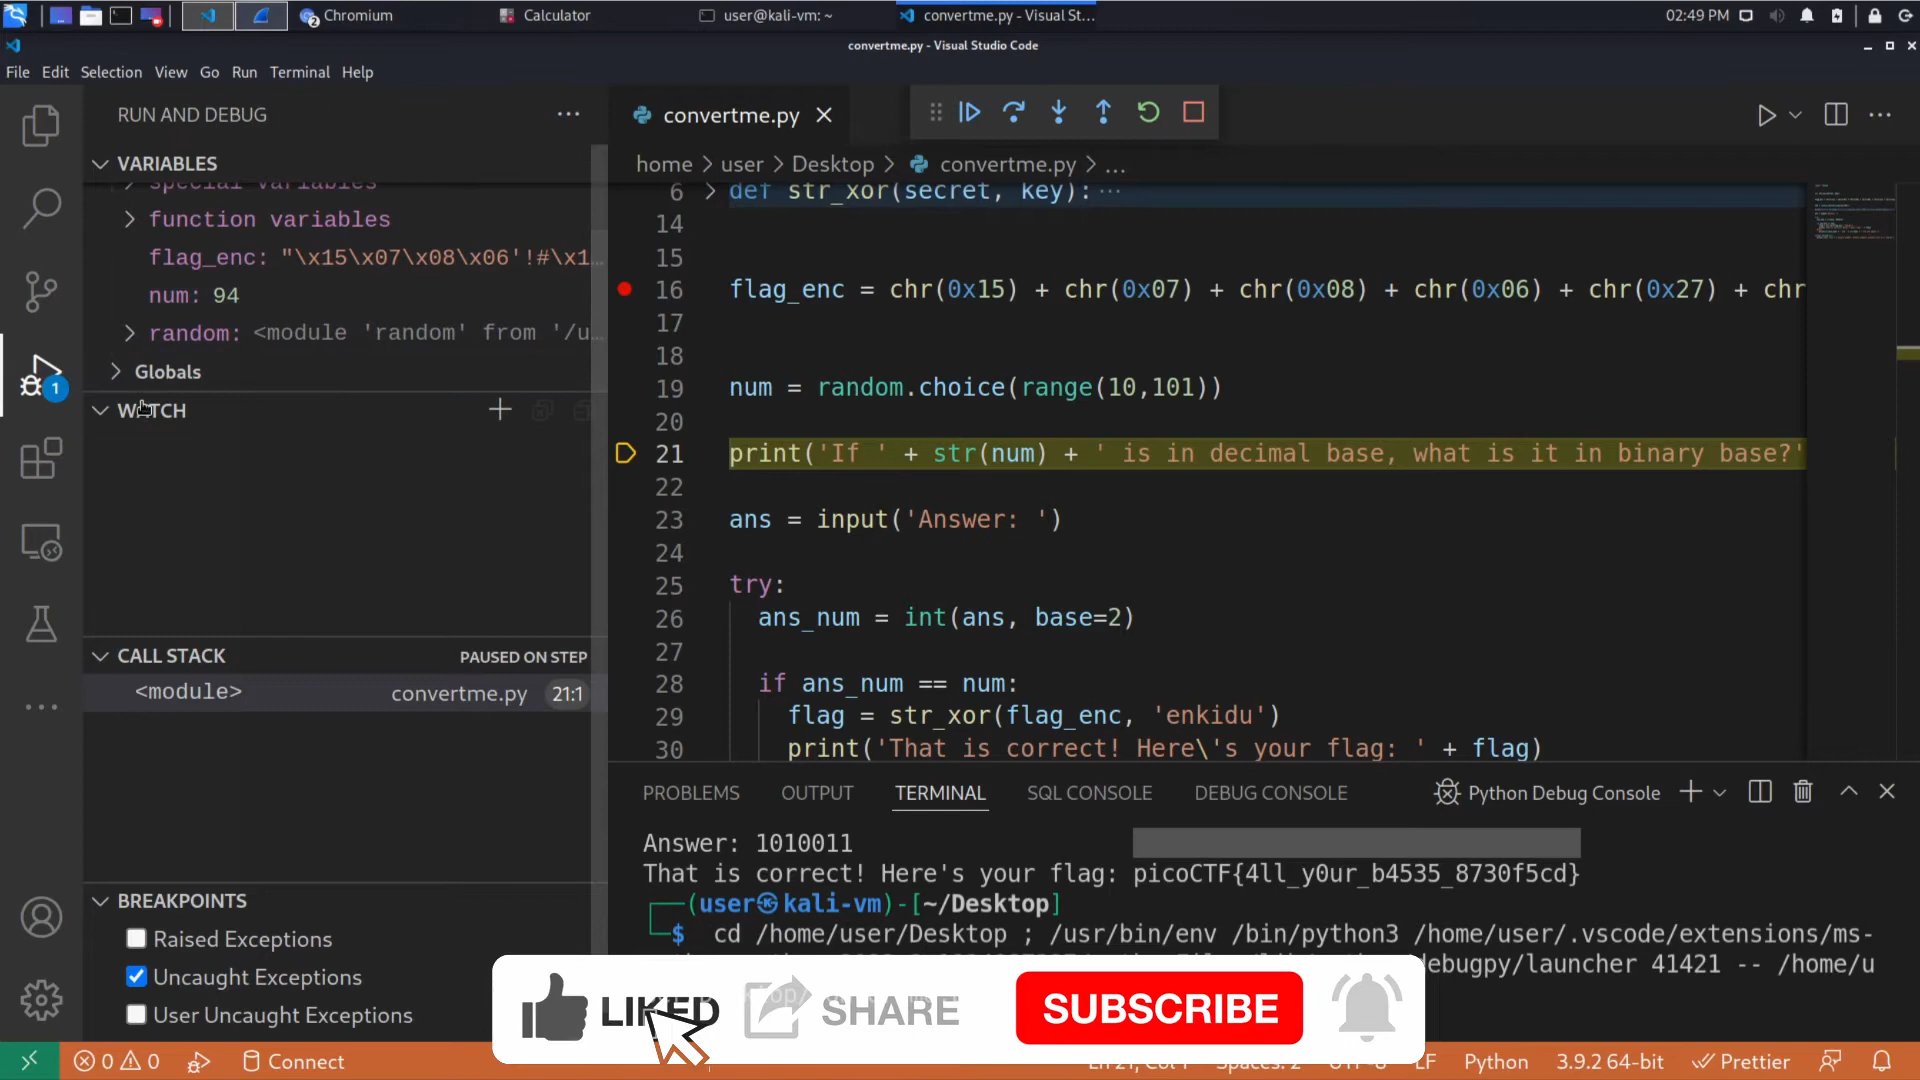 Chromium
Calculator
user@kali-vm: ~
convertme.py - Visual St...
02:49 PM
convertme.py - Visual Studio Code
File Edit Selection View Go Run Terminal Help
RUN AND DEBUG
VARIABLES
special variables
function variables
flag_enc: "\x15\x07\x08\x06'!#\x1...
num: 94
random: <module 'random' from '/u...
Globals
WATCH
CALL STACK
PAUSED ON STEP
<module>
convertme.py 21:1
BREAKPOINTS
Raised Exceptions
Uncaught Exceptions
User Uncaught Exceptions
1
convertme.py
home > user > Desktop > convertme.py > ...
6 def str_xor(secret, key): ...
14
15
16 flag_enc = chr(0x15) + chr(0x07) + chr(0x08) + chr(0x06) + chr(0x27) + chr
17
18
19 num = random.choice(range(10,101))
20
21 print('If ' + str(num) + ' is in decimal base, what is it in binary base?'
22
23 ans = input('Answer: ')
24
25 try:
26 ans_num = int(ans, base=2)
27
28 if ans_num == num:
29 flag = str_xor(flag_enc, 'enkidu')
30 print('That is correct! Here\'s your flag: ' + flag)
PROBLEMS OUTPUT TERMINAL SQL CONSOLE DEBUG CONSOLE
Python Debug Console
Answer: 1010011
That is correct! Here's your flag: picoCTF{4ll_y0ur_b4535_8730f5cd}
(user㉿kali-vm)-[~/Desktop]
$ cd /home/user/Desktop ; /usr/bin/env /bin/python3 /home/user/.vscode/extensions/ms-
debugpy/launcher 41421 -- /home/u
LIKED
SHARE
SUBSCRIBE
0 0
Connect
LF
Python
3.9.2 64-bit
Prettier